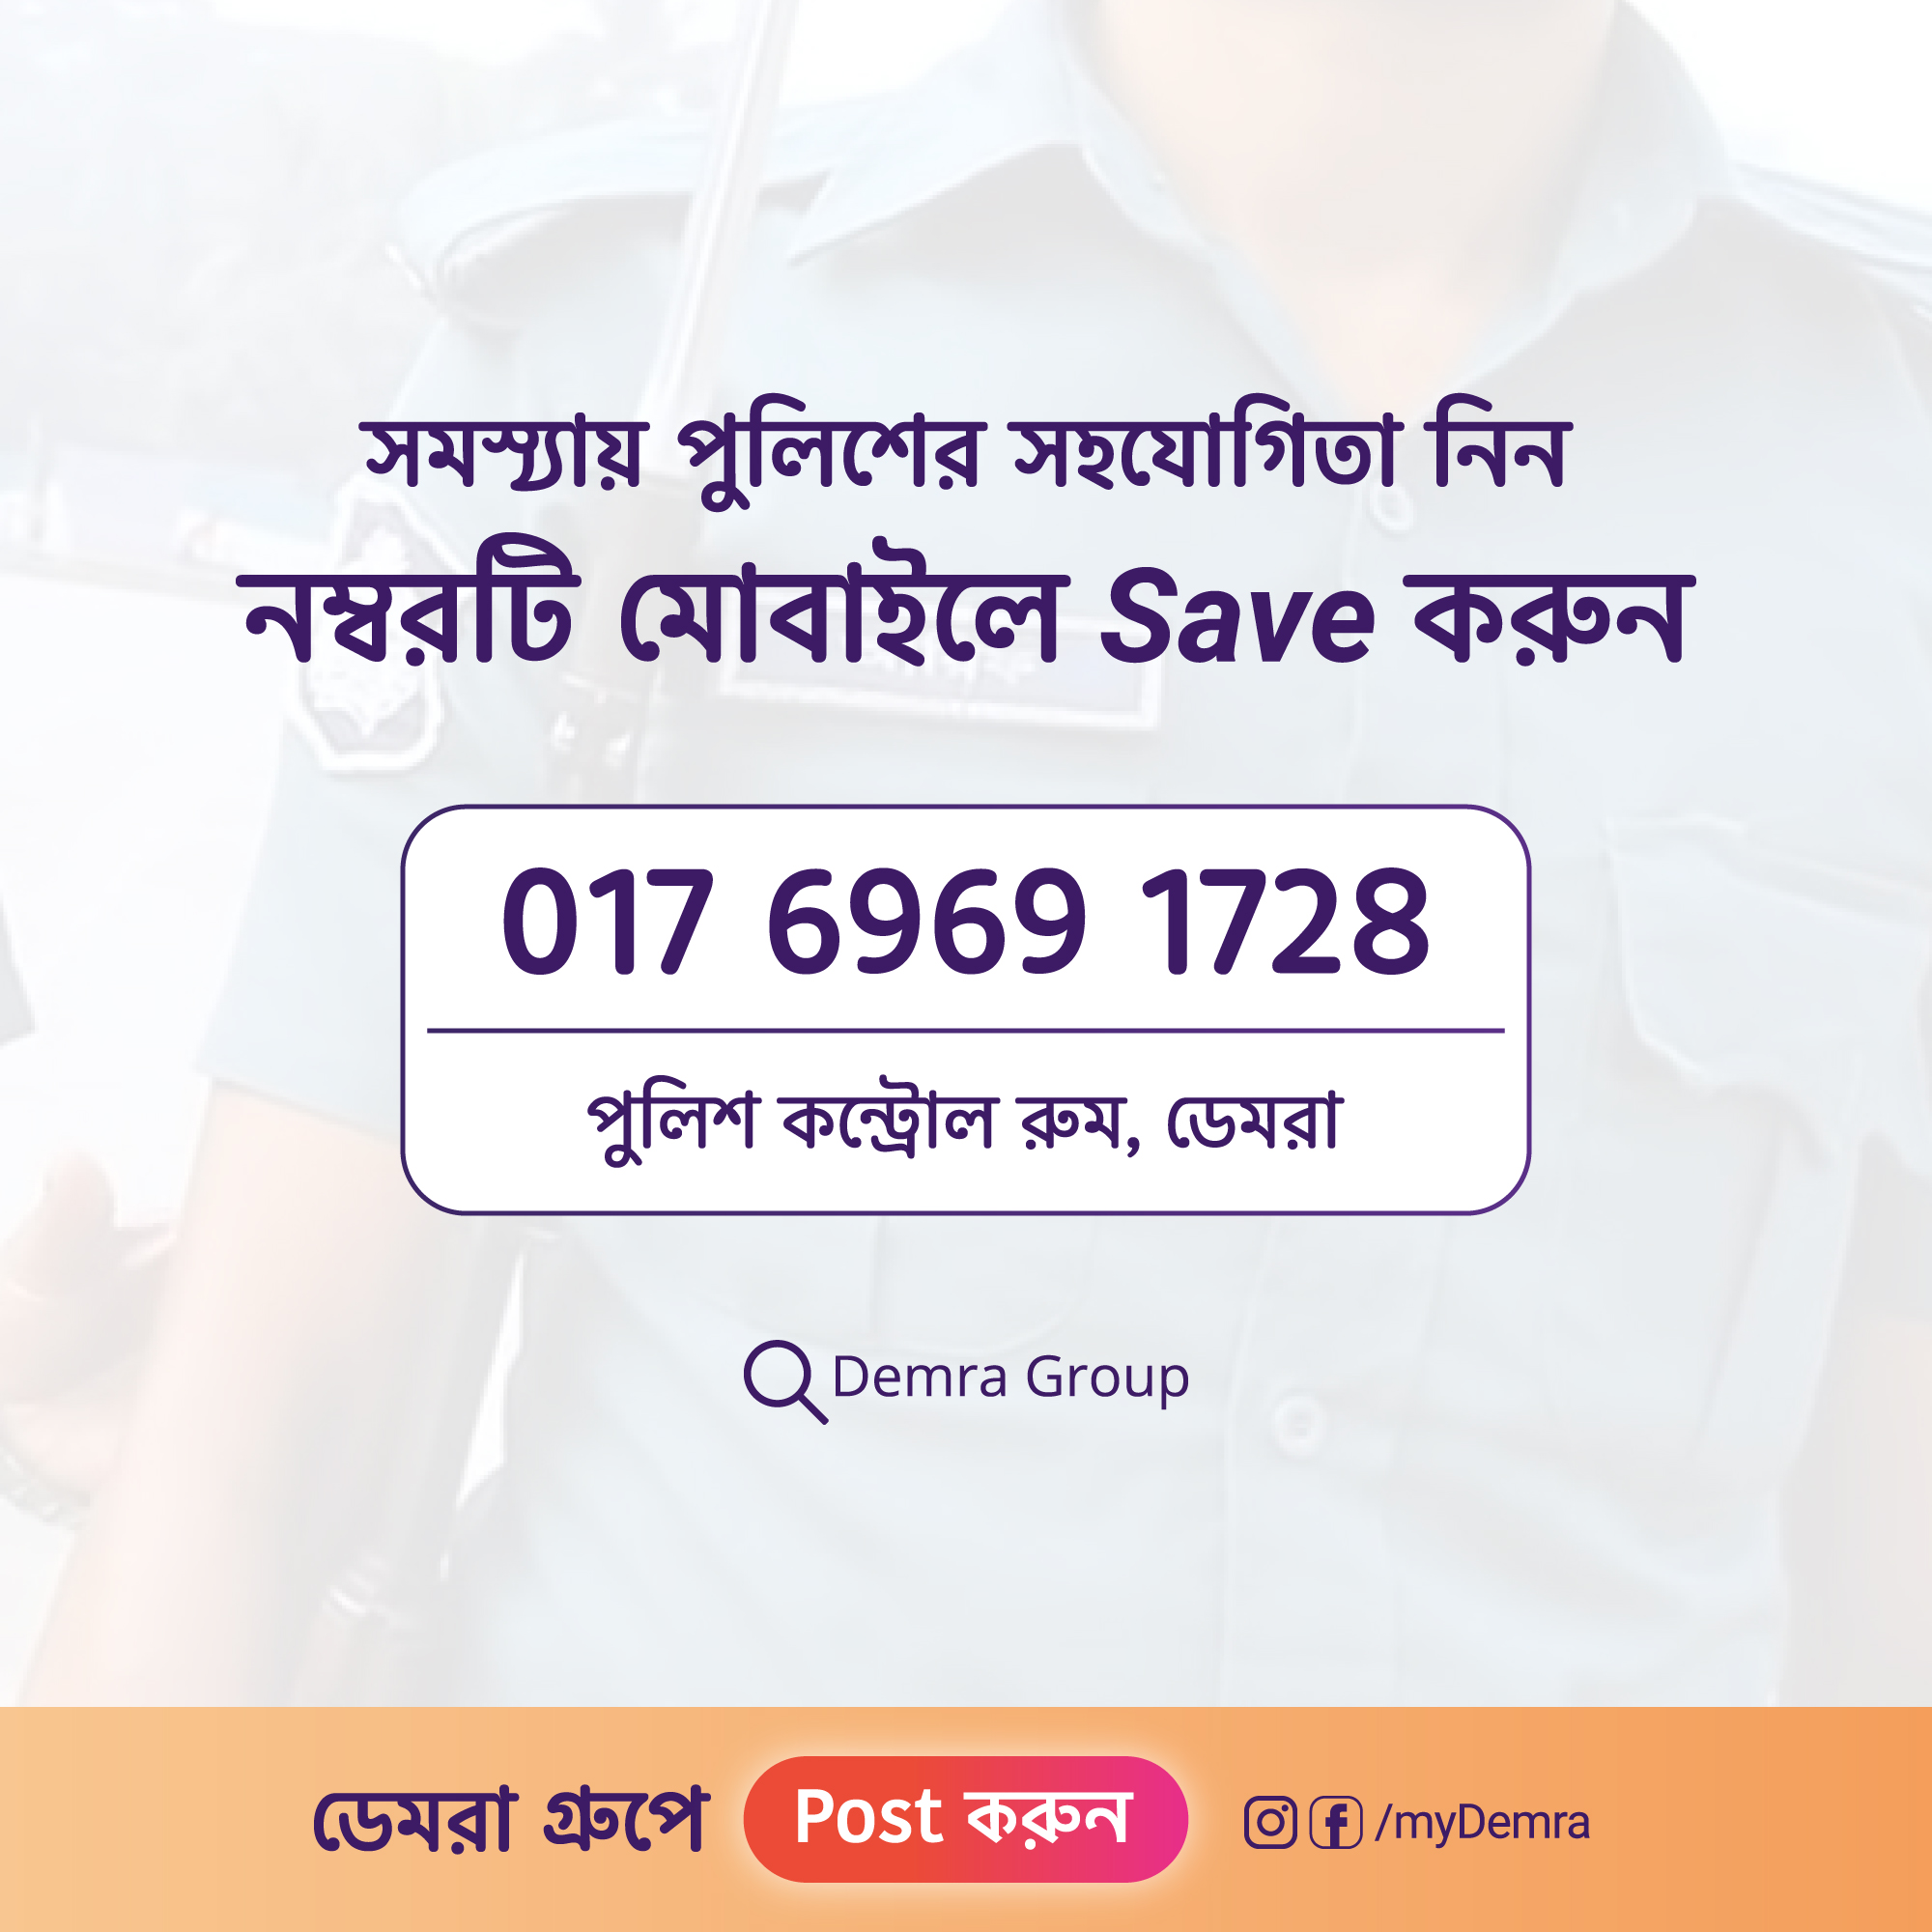 সমস্যায় পুলিশের সহযোগিতা নিন
নম্বরটি মোবাইলে Save করুন
017 6969 1728
পুলিশ কন্ট্রোল রুম, ডেমরা
Demra Group
ডেমরা গ্রুপে Post করুন /myDemra